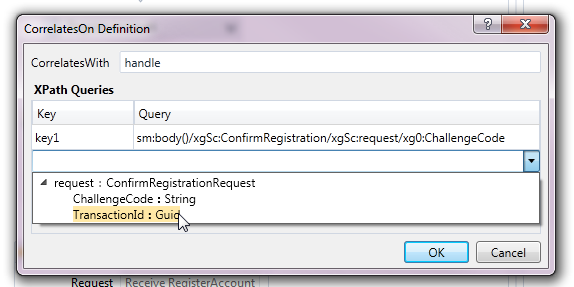 CorrelatesOn Definition
?
CorrelatesWith handle
XPath Queries
Key Query
key1 sm:body()/xgSc:ConfirmRegistration/xgSc:request/xg0:ChallengeCode
request : ConfirmRegistrationRequest
ChallengeCode : String
TransactionId : Guid
OK Cancel
Request Receive RegisterAccount